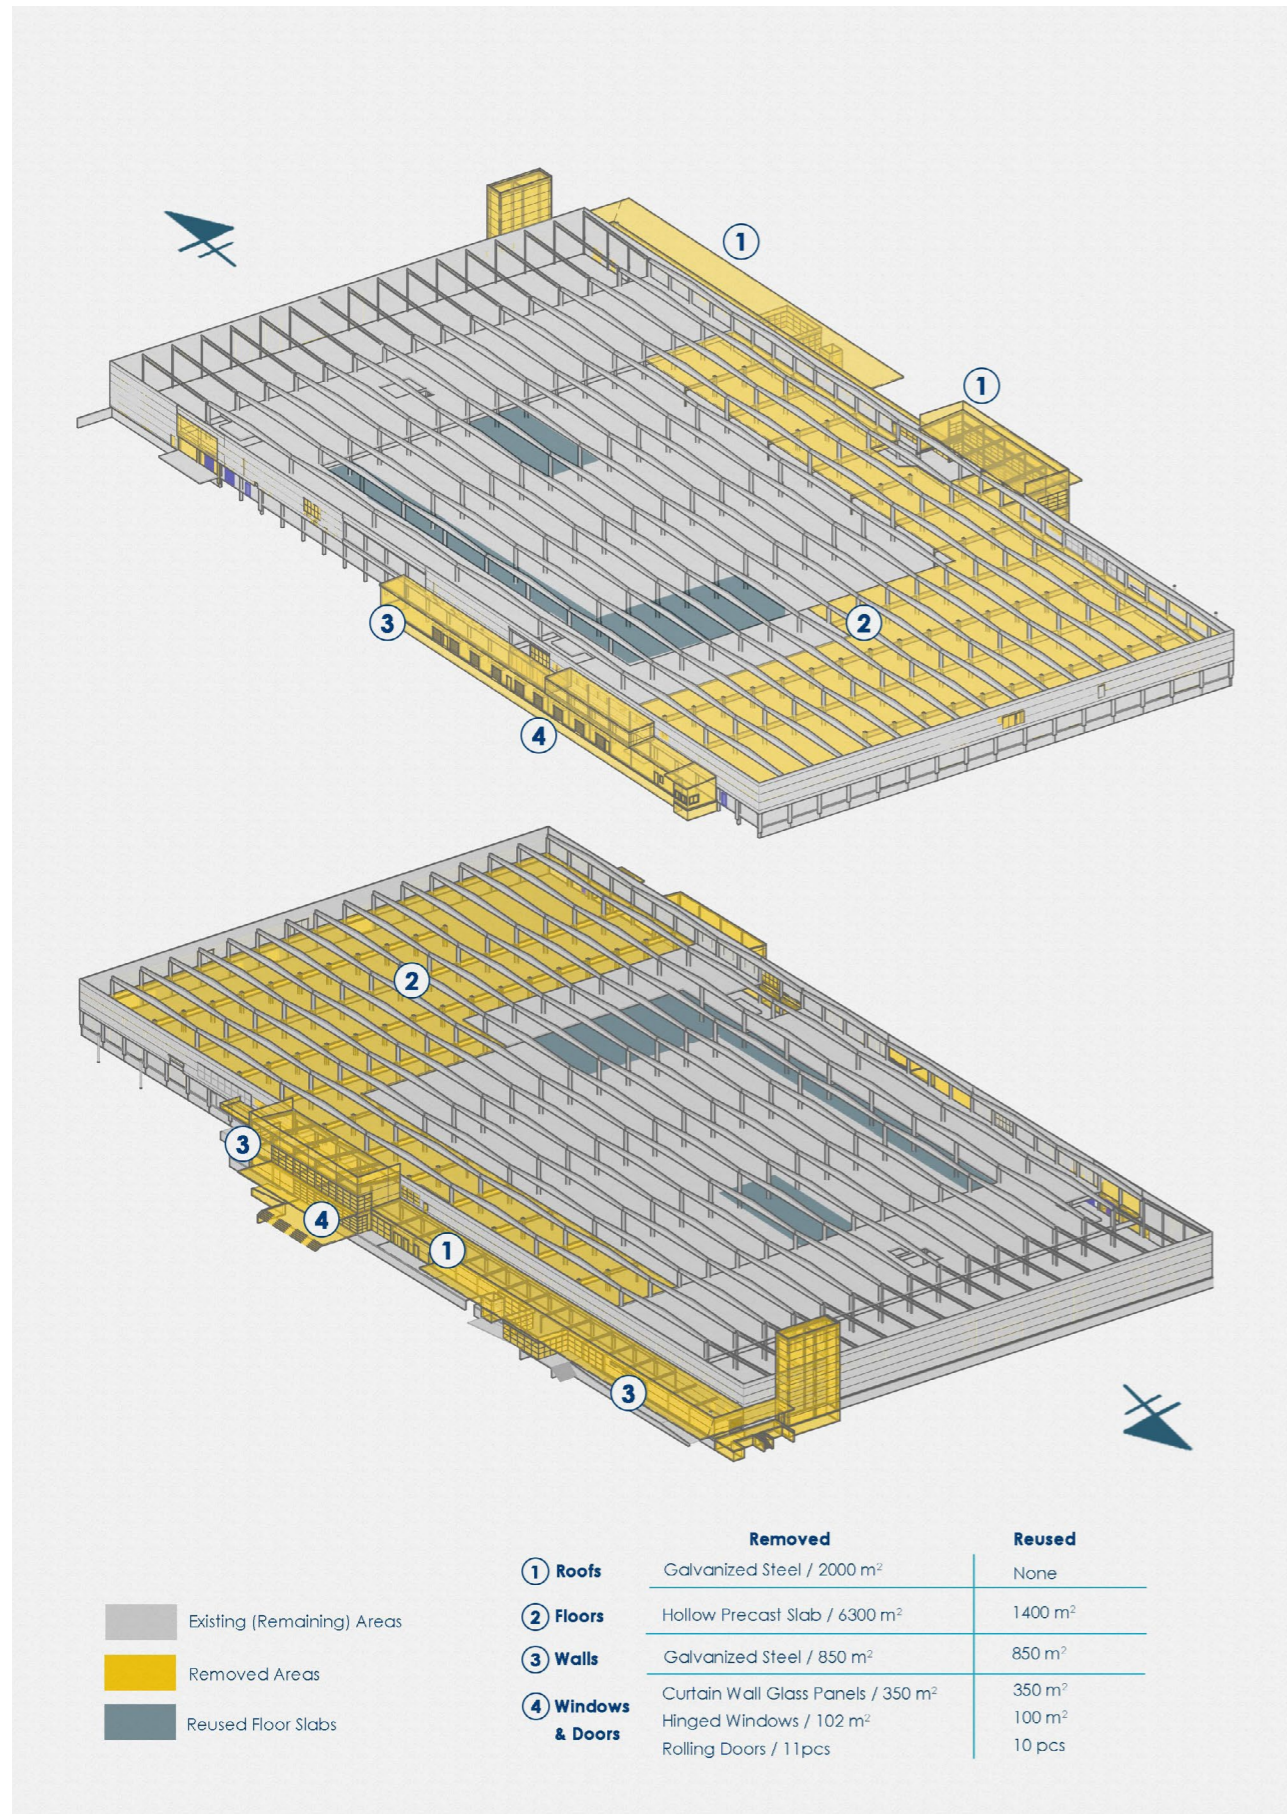 1
1
3
2
4
2
3
4
1
3
Removed Reused
1 Roofs Galvanized Steel / 2000 m² None
2 Floors Hollow Precast Slab / 6300 m² 1400 m²
3 Walls Galvanized Steel / 850 m² 850 m²
4 Windows & Doors
Curtain Wall Glass Panels / 350 m² 350 m²
Hinged Windows / 102 m² 100 m²
Rolling Doors / 11pcs 10 pcs
Existing (Remaining) Areas
Removed Areas
Reused Floor Slabs